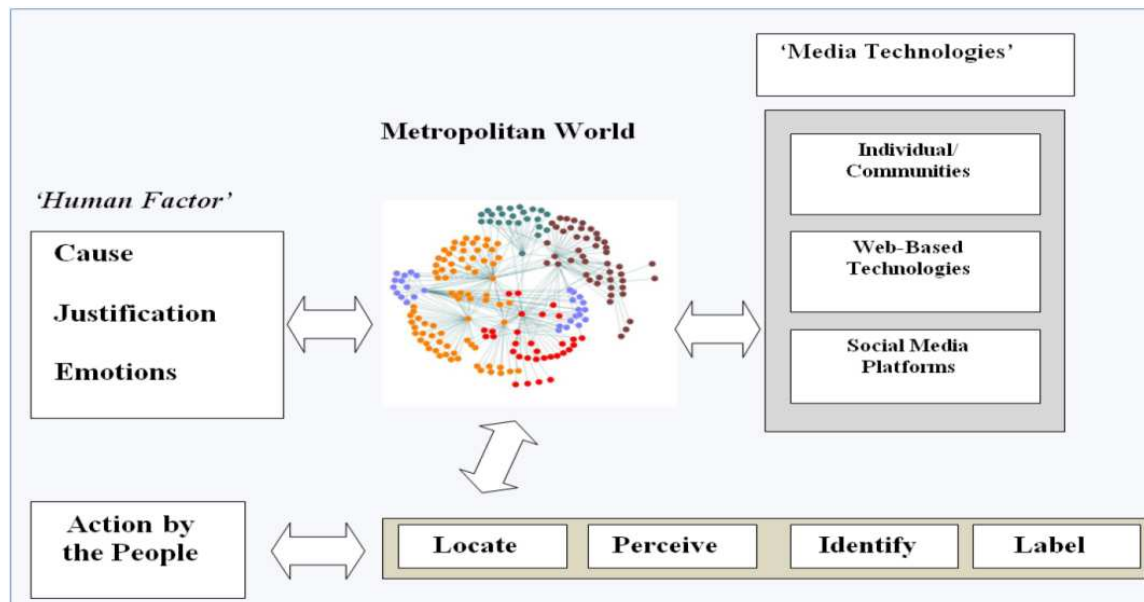 ‘Media Technologies’
Metropolitan World
Individual/
Communities
‘Human Factor’
Cause
Justification
Emotions
Web-Based
Technologies
Social Media
Platforms
Action by
the People
Locate
Perceive
Identify
Label